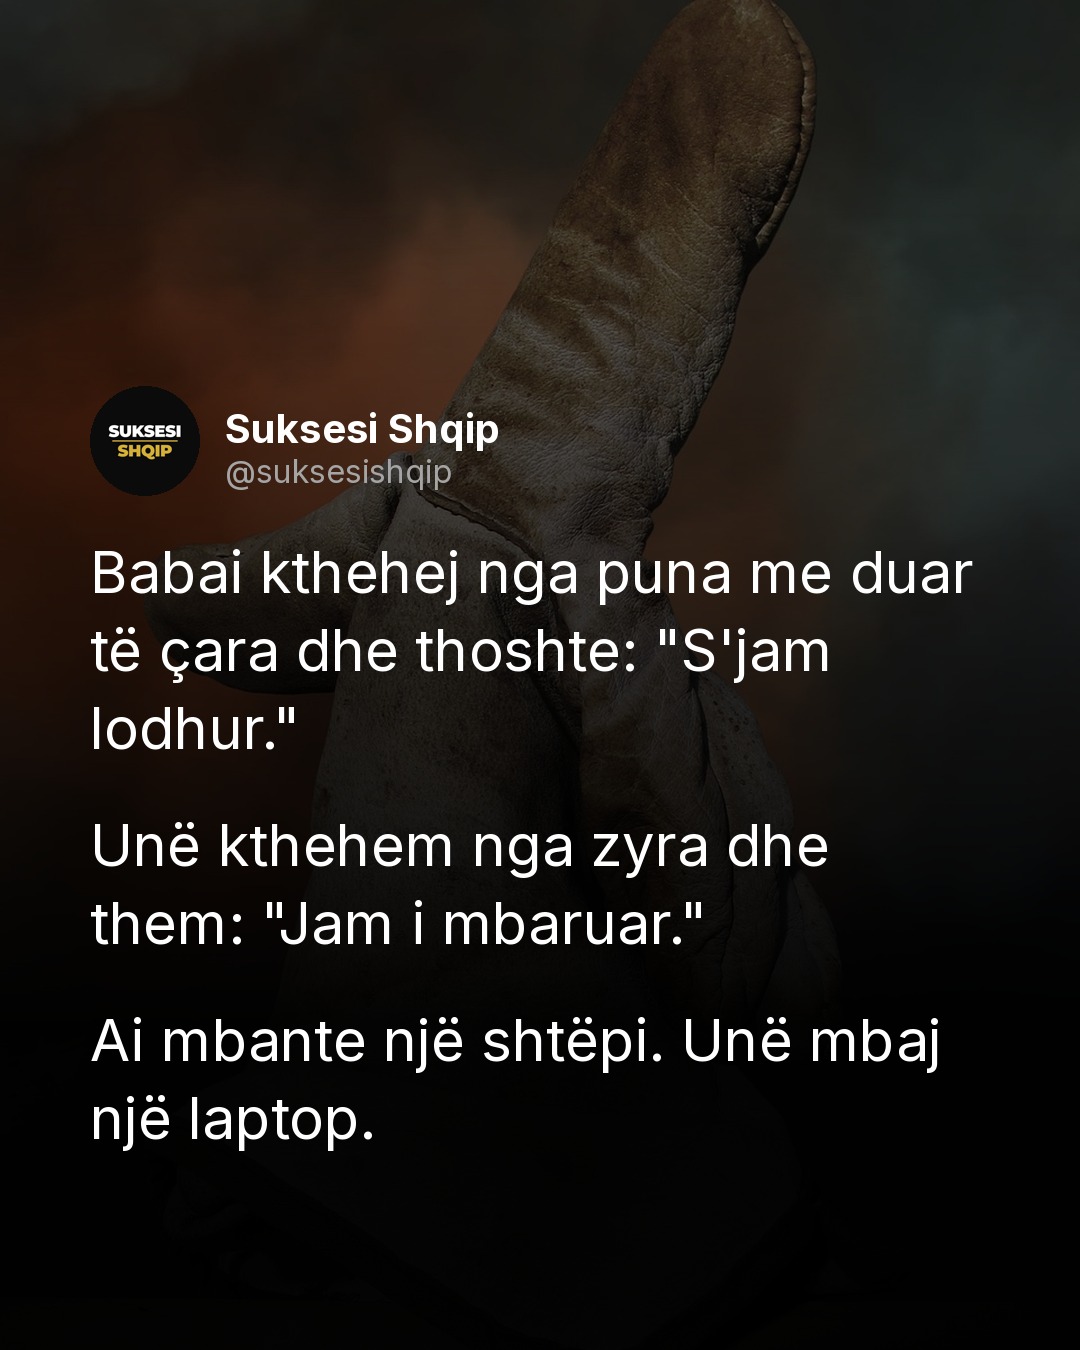 SUKSESI
SHQIP
Suksesi Shqip
@suksesishqip
Babai kthehej nga puna me duar
të çara dhe thoshte: "S'jam
lodhur."
Unë kthehem nga zyra dhe
them: "Jam i mbaruar."
Ai mbante një shtëpi. Unë mbaj
një laptop.